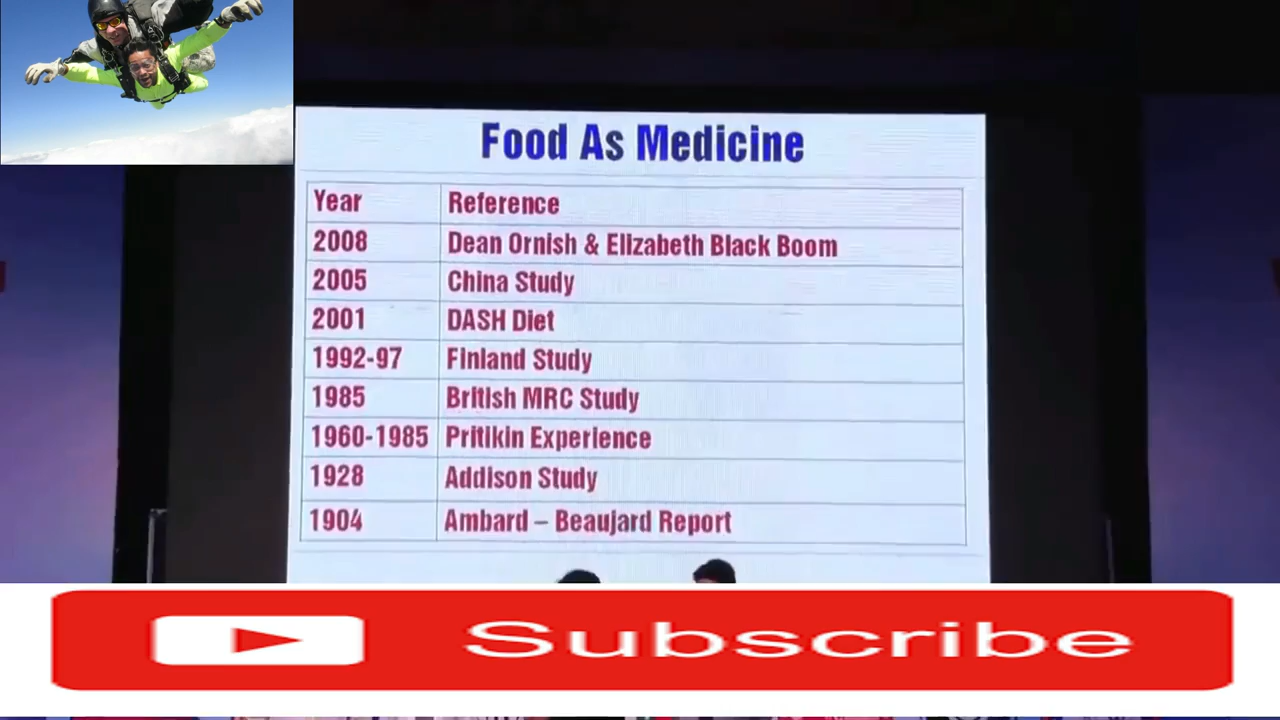 Food As Medicine
Year Reference
2008 Dean Ornish & Elizabeth Black Boom
2005 China Study
2001 DASH Diet
1992-97 Finland Study
1985 British MRC Study
1960-1985 Pritikin Experience
1928 Addison Study
1904 Ambard – Beaujard Report
Subscribe